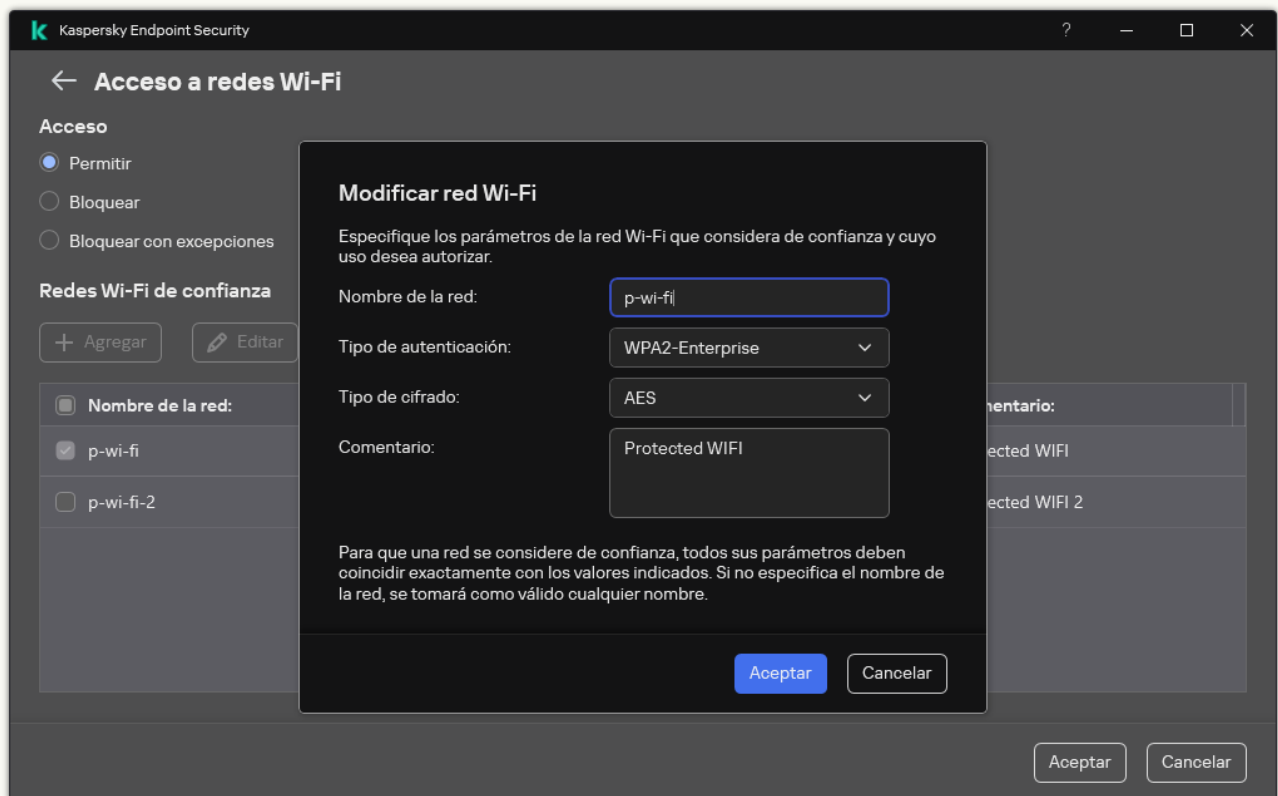 Kaspersky Endpoint Security
?
Acceso a redes Wi-Fi
Acceso
Permitir
Bloquear
Bloquear con excepciones
Redes Wi-Fi de confianza
Agregar
Editar
Nombre de la red:
mentario:
p-wi-fi
ected WIFI
p-wi-fi-2
ected WIFI 2
Modificar red Wi-Fi
Especifique los parámetros de la red Wi-Fi que considera de confianza y cuyo
uso desea autorizar.
Nombre de la red:
p-wi-fi
Tipo de autenticación:
WPA2-Enterprise
Tipo de cifrado:
AES
Comentario:
Protected WIFI
Para que una red se considere de confianza, todos sus parámetros deben
coincidir exactamente con los valores indicados. Si no especifica el nombre de
la red, se tomará como válido cualquier nombre.
Aceptar
Cancelar
Aceptar
Cancelar